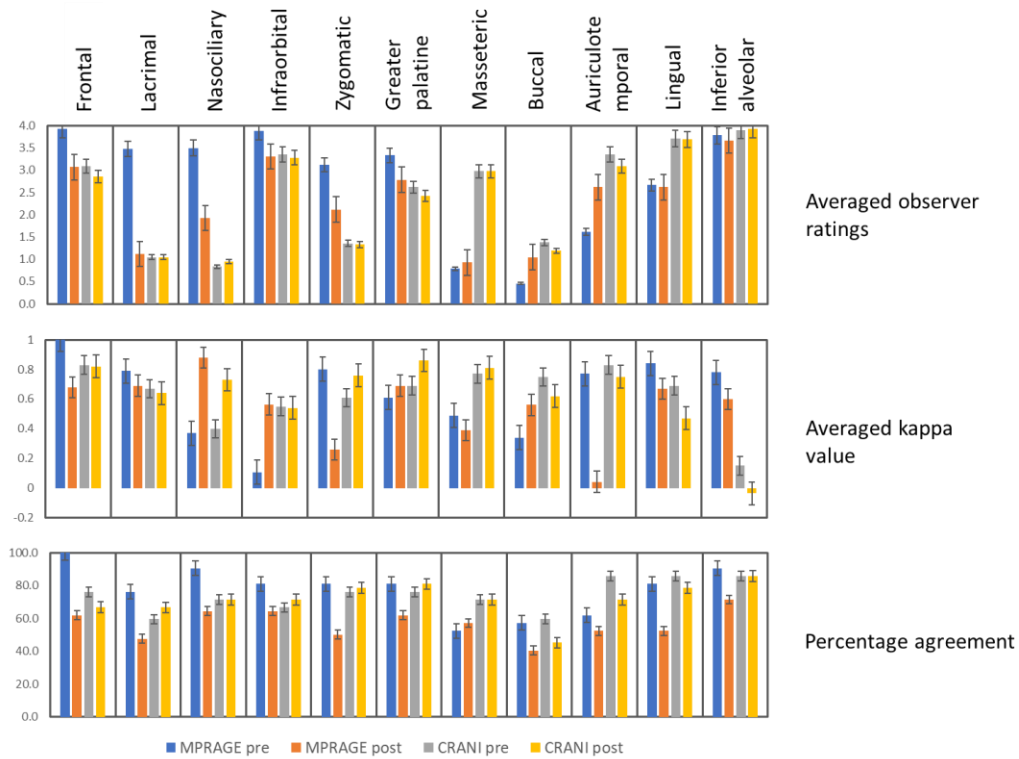 Frontal
Lacrimal
Nasociliary
Infraorbital
Zygomatic
Greater
palatine
Masseteric
Buccal
Auriculote
mporal
Lingual
Inferior
alveolar
4.0
3.5
3.0
2.5
2.0
1.5
1.0
0.5
0.0
Averaged observer
ratings
1
0.8
0.6
0.4
0.2
0
-0.2
Averaged kappa
value
100.0
80.0
60.0
40.0
20.0
0.0
Percentage agreement
MPRAGE pre MPRAGE post CRANI pre CRANI post